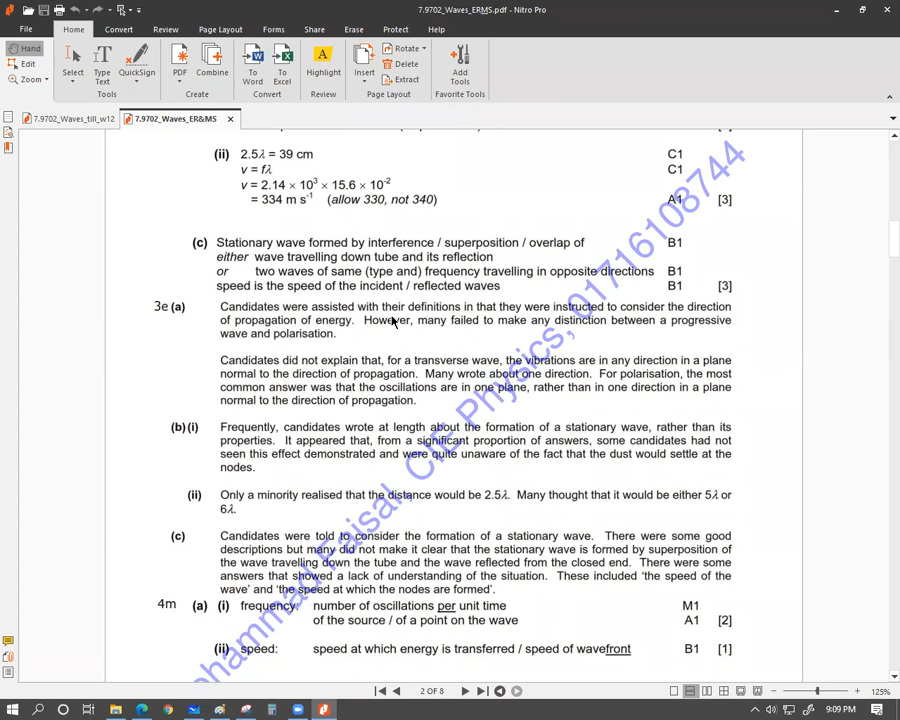 7.9702_Waves_ERMS.pdf - Nitro Pro
File Home Convert Review Page Layout Forms Share Erase Protect Help
Hand
Edit
Zoom
Select
Type Text
QuickSign
Tools
PDF
Combine
Create
To Word
To Excel
Convert
Highlight
Review
Insert
Rotate
Delete
Extract
Page Layout
Add Tools
Favorite Tools
7.9702_Waves_till_w12
7.9702_Waves_ER&MS
(ii) 2.5λ = 39 cm C1
v = fλ C1
v = 2.14 × 10³ × 15.6 × 10⁻²
= 334 m s⁻¹ (allow 330, not 340) A1 [3]
(c) Stationary wave formed by interference / superposition / overlap of B1
either wave travelling down tube and its reflection
or two waves of same (type and) frequency travelling in opposite directions B1
speed is the speed of the incident / reflected waves B1 [3]
3e (a) Candidates were assisted with their definitions in that they were instructed to consider the direction
of propagation of energy. However, many failed to make any distinction between a progressive
wave and polarisation.
Candidates did not explain that, for a transverse wave, the vibrations are in any direction in a plane
normal to the direction of propagation. Many wrote about one direction. For polarisation, the most
common answer was that the oscillations are in one plane, rather than in one direction in a plane
normal to the direction of propagation.
(b) (i) Frequently, candidates wrote at length about the formation of a stationary wave, rather than its
properties. It appeared that, from a significant proportion of answers, some candidates had not
seen this effect demonstrated and were quite unaware of the fact that the dust would settle at the
nodes.
(ii) Only a minority realised that the distance would be 2.5λ. Many thought that it would be either 5λ or
6λ.
(c) Candidates were told to consider the formation of a stationary wave. There were some good
descriptions but many did not make it clear that the stationary wave is formed by superposition of
the wave travelling down the tube and the wave reflected from the closed end. There were some
answers that showed a lack of understanding of the situation. These included 'the speed of the
wave' and 'the speed at which the nodes are formed'.
4m (a) (i) frequency: number of oscillations per unit time M1
of the source / of a point on the wave A1 [2]
(ii) speed: speed at which energy is transferred / speed of wavefront B1 [1]
ohammad Faisal, CIE Physics, 01716108744
2 OF 8
125%
9:09 PM